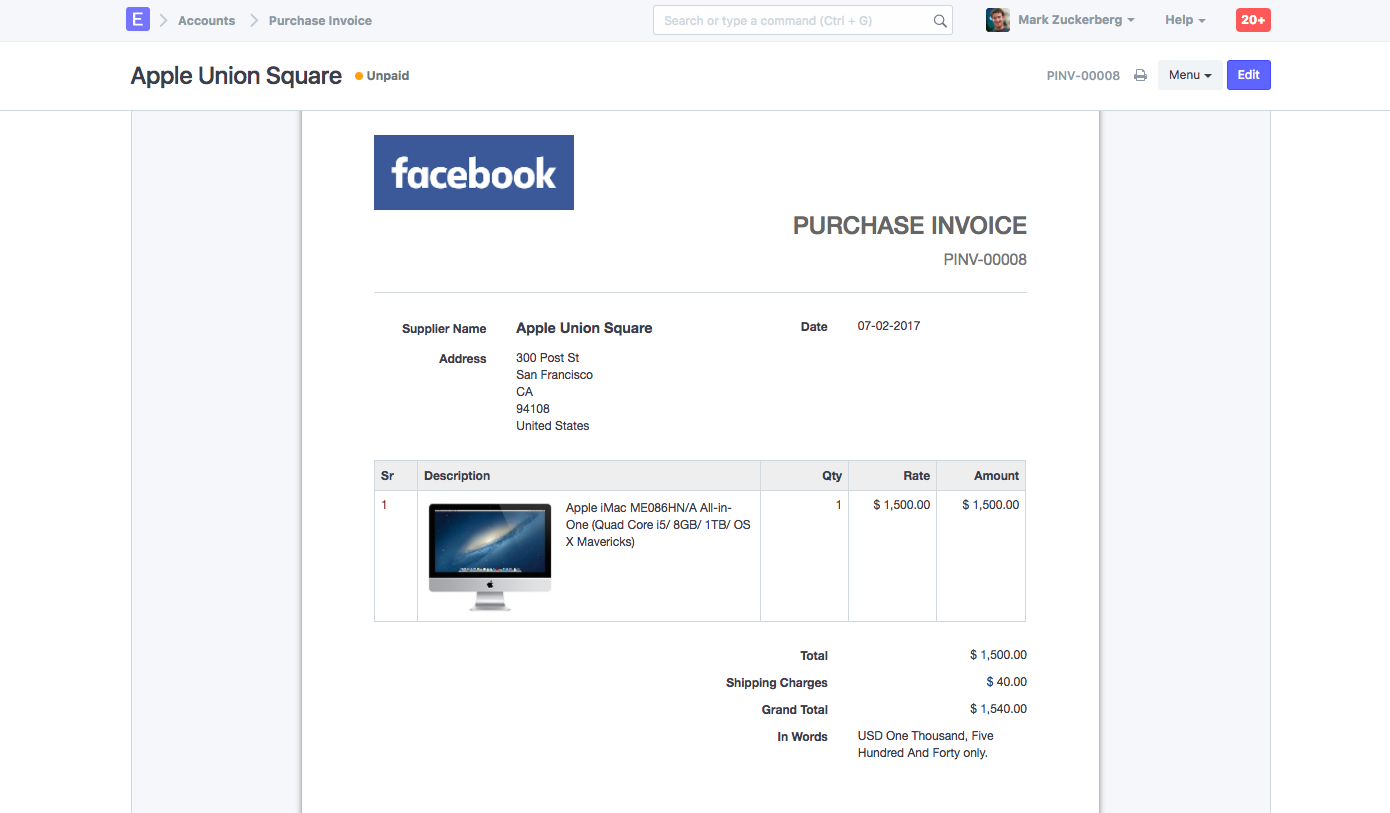 E Accounts Purchase Invoice Search or type a command (Ctrl + G) Mark Zuckerberg Help 20+
Apple Union Square Unpaid PINV-00008 Menu Edit
facebook
PURCHASE INVOICE
PINV-00008
Supplier Name Apple Union Square Date 07-02-2017
Address 300 Post St
San Francisco
CA
94108
United States
Sr Description Qty Rate Amount
1 Apple iMac ME086HN/A All-in- 1 $ 1,500.00 $ 1,500.00
One (Quad Core i5/ 8GB/ 1TB/ OS
X Mavericks)
Total $ 1,500.00
Shipping Charges $ 40.00
Grand Total $ 1,540.00
In Words USD One Thousand, Five
Hundred And Forty only.